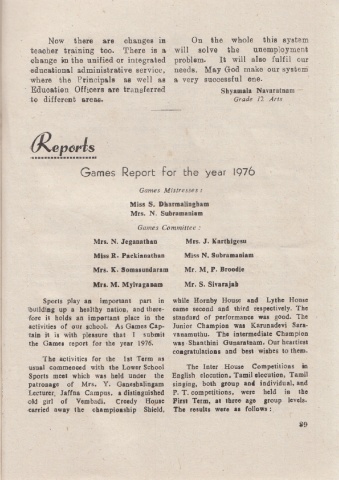 Now there are changes in
teacher training too. There is a
change in the unified or integrated
educational administrative service,
where the Principals as well as
Education Officers are transferred
to different areas.
On the whole this system
will solve the unemployment
problem. It will also fulfil our
needs. May God make our system
a very successful one.
Shyamala Navaratnam
Grade 12 Arts
Reports
Games Report for the year 1976
Games Mistresses :
Miss S. Dharmalingham
Mrs. N. Subramaniam
Games Committee :
Mrs. N. Jeganathan Mrs. J. Karthigesu
Miss R. Parkianathan Miss N. Subramaniam
Mrs. K. Somasundaram Mr. M. P. Broodie
Mrs. M. Mylvaganam Mr. S. Sivarajah
Sports play an important part in
building up a healthy nation, and there-
fore it holds an important place in the
activities of our school. As Games Cap-
tain it is with pleasure that I submit
the Games report for the year 1976.
The activities for the 1st Term as
usual commenced with the Lower School
Sports meet which was held under the
patronage of Mrs. Y. Ganeshalingam
Lecturer, Jaffna Campus, a distinguished
old girl of Vembadi. Creedy House
carried away the championship Shield,
while Hornby House and Lythe House
came second and third respectively. The
standard of performance was good. The
Junior Champion was Karunadevi Sara-
vanamuttu. The intermediate Champion
was Shanthini Gunaratnam. Our heartiest
congratulations and best wishes to them.
The Inter House Competitions in
English elocution, Tamil elecution, Tamil
singing, both group and individual, and
P. T. competitions, were held in the
First Term, at three age group levels.
The results were as follows :
89